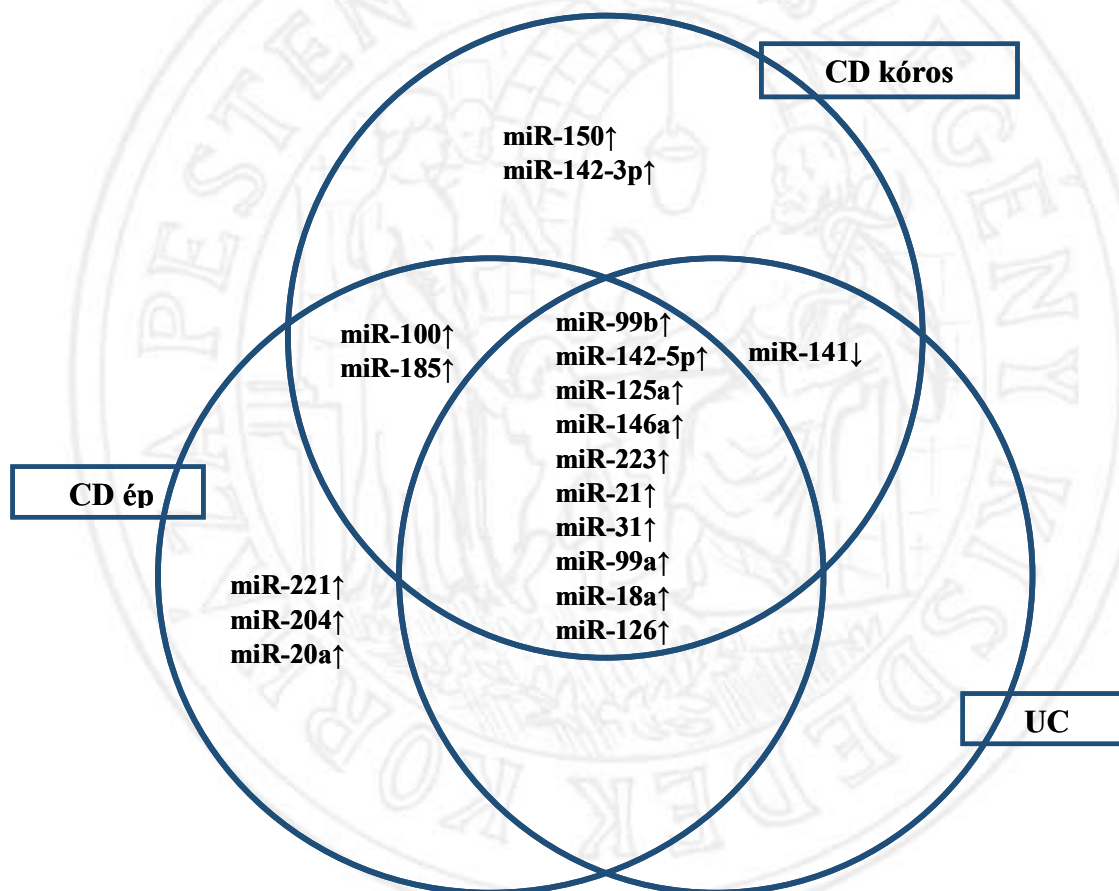 CD kóros
miR-150↑
miR-142-3p↑
miR-100↑
miR-185↑
miR-99b↑
miR-142-5p↑
miR-125a↑
miR-146a↑
miR-223↑
miR-21↑
miR-31↑
miR-99a↑
miR-18a↑
miR-126↑
miR-141↓
CD ép
miR-221↑
miR-204↑
miR-20a↑
UC